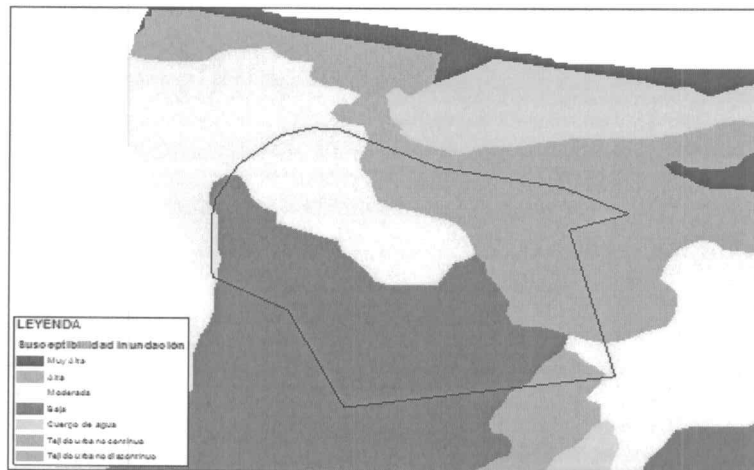 LEYENDA
Susceptibilidad inundación
Muy Alta
Alta
Moderada
Baja
Cuerpo de agua
Tejido urbano continuo
Tejido urbano discontinuo